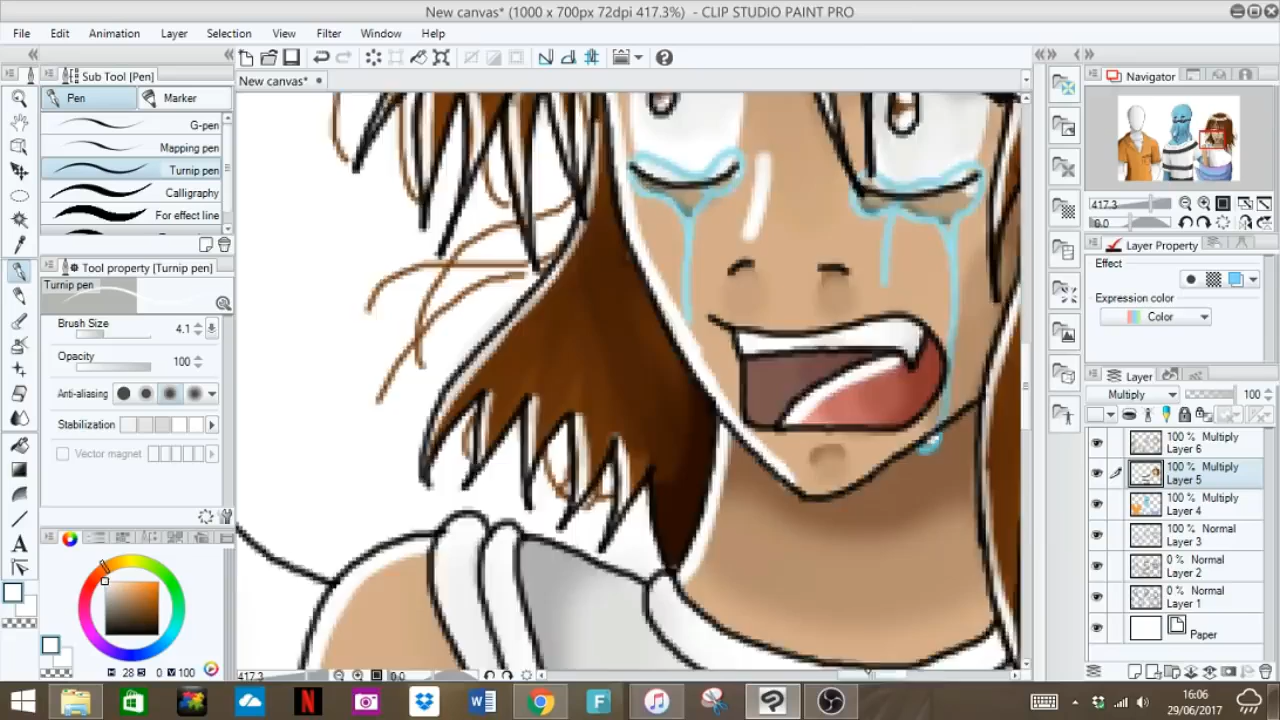 New canvas* (1000 x 700px 72dpi 417.3%) - CLIP STUDIO PAINT PRO
File Edit Animation Layer Selection View Filter Window Help
Sub Tool [Pen]
Pen
Marker
G-pen
Mapping pen
Turnip pen
Calligraphy
For effect line
Tool property [Turnip pen]
Turnip pen
Brush Size 4.1
Opacity 100
Anti-aliasing
Stabilization
Vector magnet
H 28 S 0 V 100
New canvas*
417.3 0.0
Navigator
417.3
0.0
Layer Property
Effect
Expression color
Color
Layer
Multiply 100
100 % Multiply
Layer 6
100 % Multiply
Layer 5
100 % Multiply
Layer 4
100 % Normal
Layer 3
0 % Normal
Layer 2
0 % Normal
Layer 1
Paper
16:06
29/06/2017